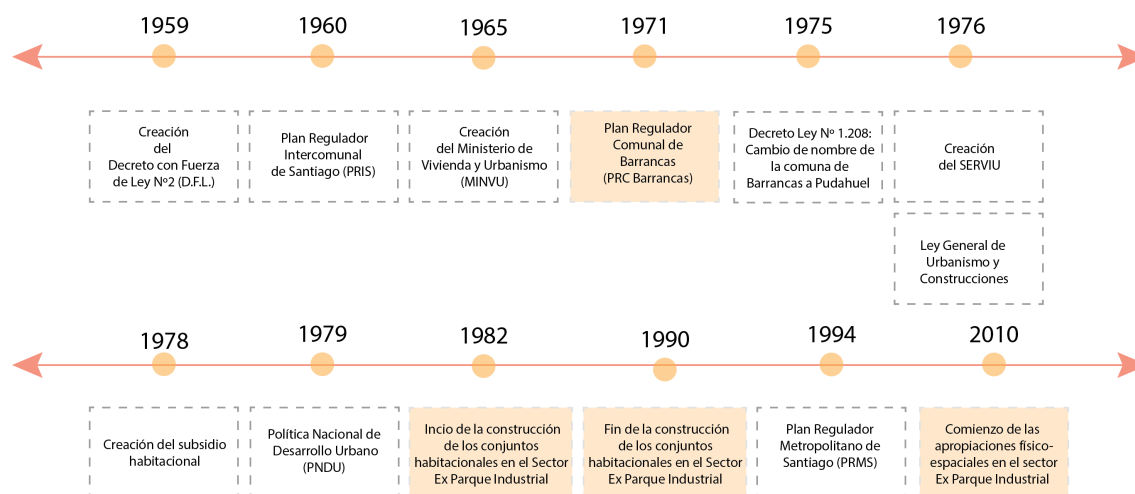 1959
1960
1965
1971
1975
1976
Creación
del
Decreto con Fuerza
de Ley Nº2 (D.F.L.)
Plan Regulador
Intercomunal
de Santiago (PRIS)
Creación
del Ministerio de
Vivienda y Urbanismo
(MINVU)
Plan Regulador
Comunal de
Barrancas
(PRC Barrancas)
Decreto Ley Nº 1.208:
Cambio de nombre de
la comuna de
Barrancas a Pudahuel
Creación
del SERVIU
Ley General de
Urbanismo y
Construcciones
1978
1979
1982
1990
1994
2010
Creación del subsidio
habitacional
Política Nacional de
Desarrollo Urbano
(PNDU)
Incio de la construcción
de los conjuntos
habitacionales en el Sector
Ex Parque Industrial
Fin de la construcción
de los conjuntos
habitacionales en el Sector
Ex Parque Industrial
Plan Regulador
Metropolitano de
Santiago (PRMS)
Comienzo de las
apropiaciones físico-
espaciales en el sector
Ex Parque Industrial